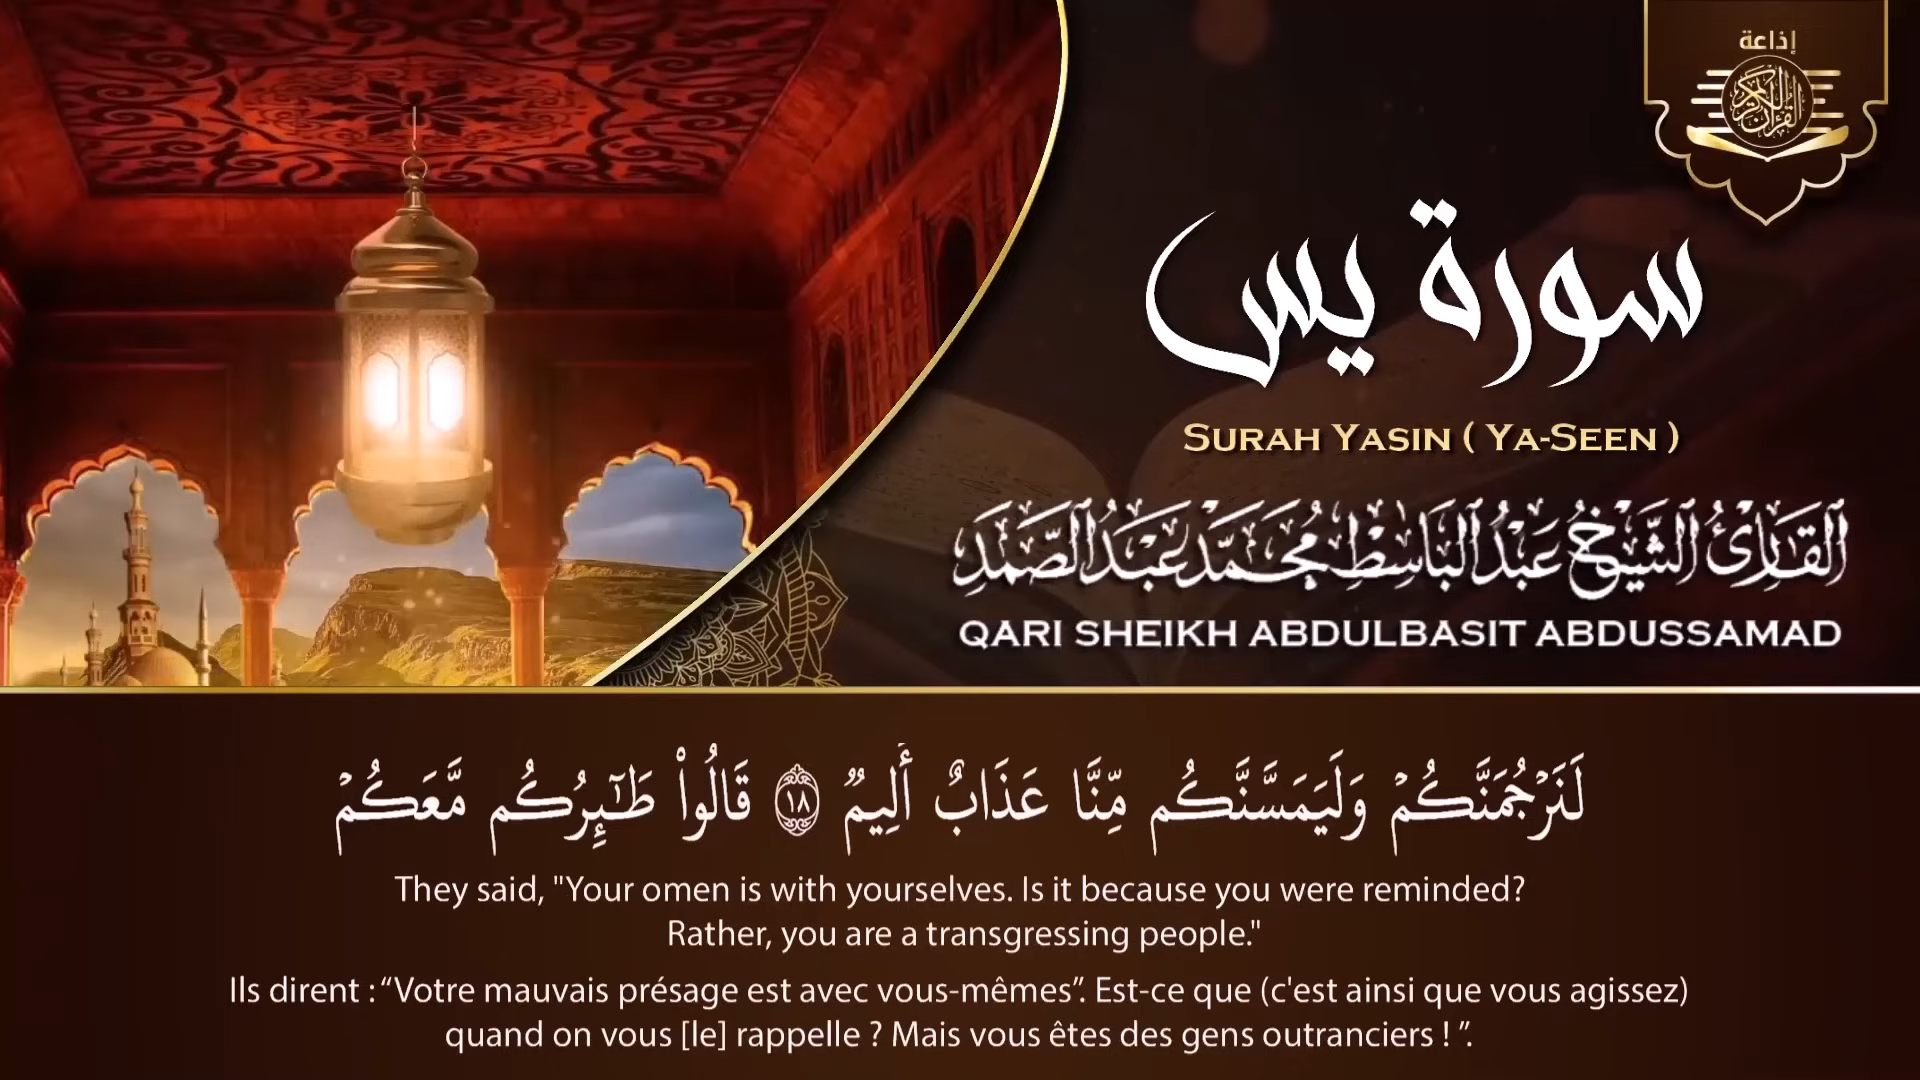 إذاعة
القرآن الكريم
سورة يس
SURAH YASIN ( YA-SEEN )
القارئ الشيخ عبد الباسط محمد عبد الصمد
QARI SHEIKH ABDULBASIT ABDUSSAMAD
لَنَرْجُمَنَّكُمْ وَلَيَمَسَّنَّكُم مِّنَّا عَذَابٌ أَلِيمٌ ١٨ قَالُوا۟ طَـٰٓئِرُكُم مَّعَكُمْ
They said, "Your omen is with yourselves. Is it because you were reminded?
Rather, you are a transgressing people."
Ils dirent : “Votre mauvais présage est avec vous-mêmes”. Est-ce que (c'est ainsi que vous agissez)
quand on vous [le] rappelle ? Mais vous êtes des gens outranciers ! ”.